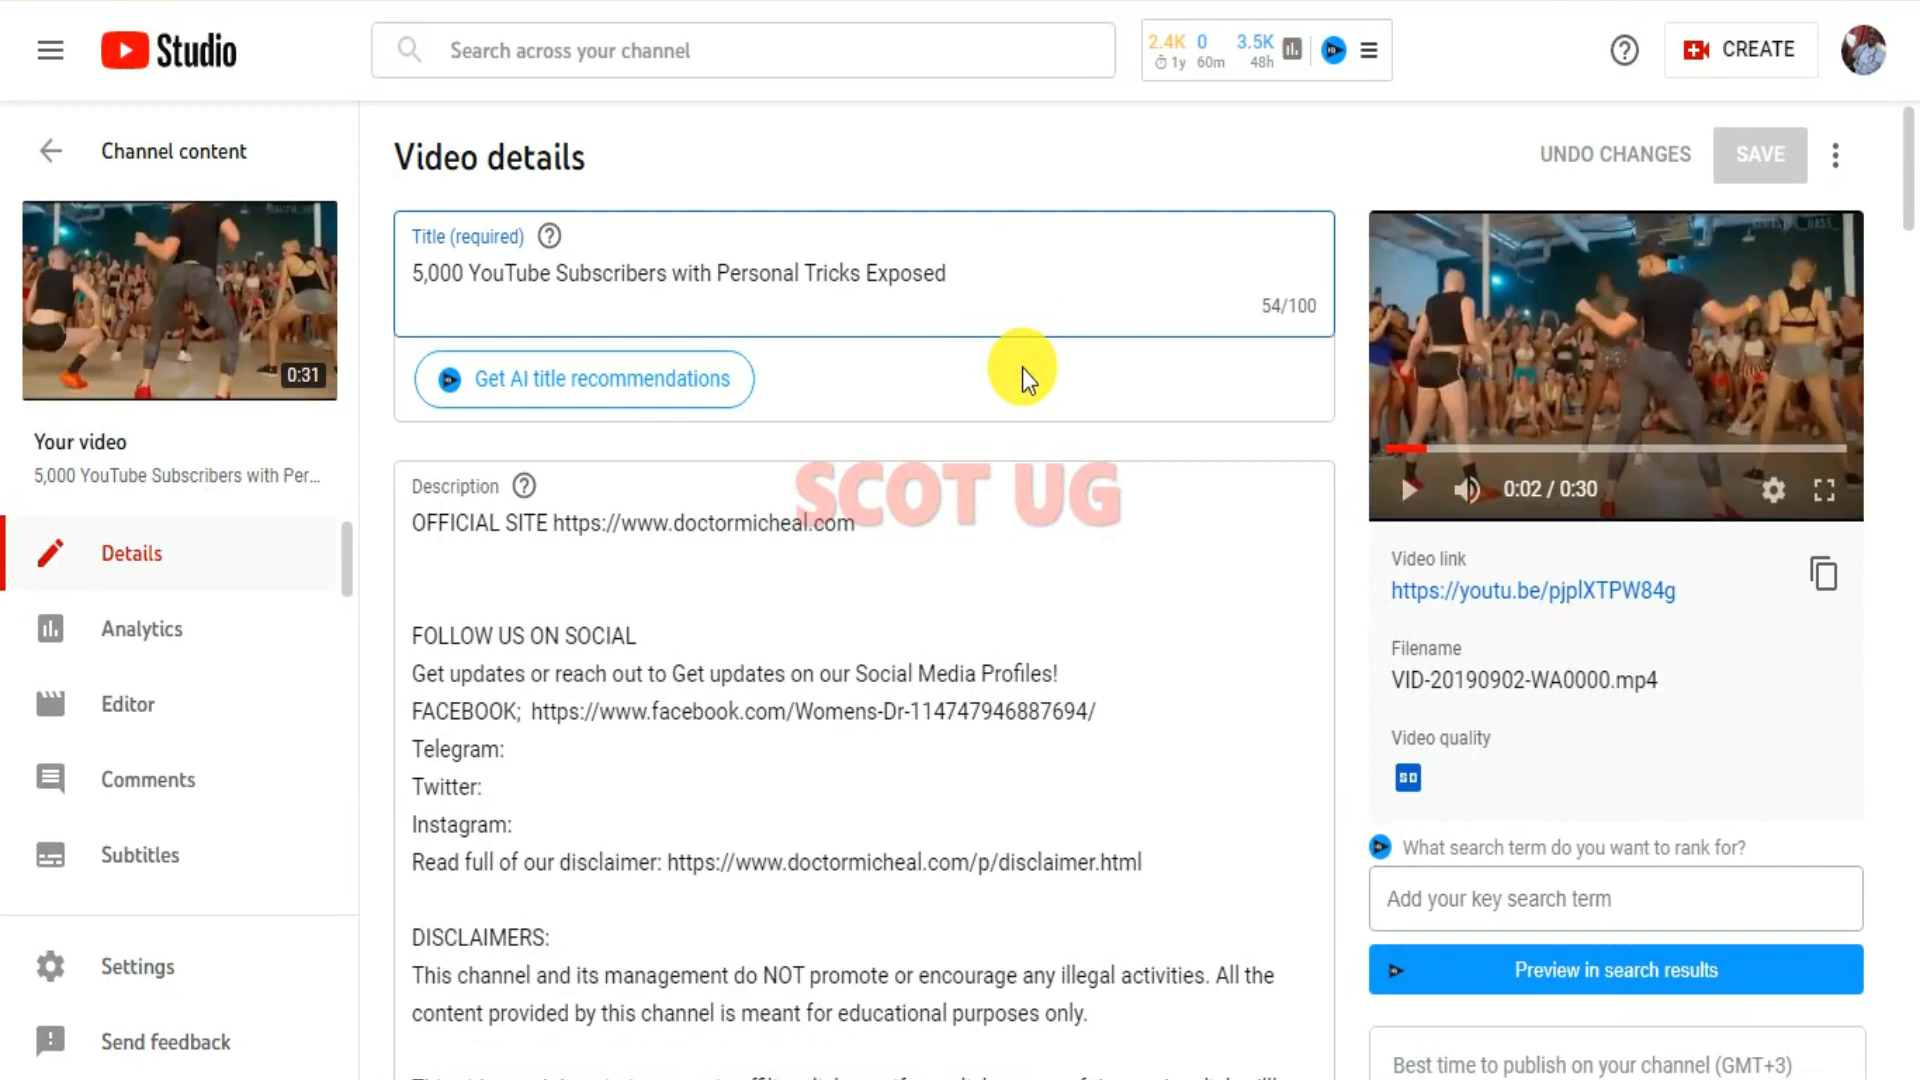 Studio
Search across your channel
2.4K 0 3.5K
1y 60m 48h
CREATE
Channel content
Video details
UNDO CHANGES
SAVE
0:31
Title (required)
5,000 YouTube Subscribers with Personal Tricks Exposed
54/100
Get AI title recommendations
Your video
5,000 YouTube Subscribers with Per...
Details
Analytics
Editor
Comments
Subtitles
Settings
Send feedback
SCOT UG
Description
OFFICIAL SITE https://www.doctormicheal.com
FOLLOW US ON SOCIAL
Get updates or reach out to Get updates on our Social Media Profiles!
FACEBOOK; https://www.facebook.com/Womens-Dr-114747946887694/
Telegram:
Twitter:
Instagram:
Read full of our disclaimer: https://www.doctormicheal.com/p/disclaimer.html
DISCLAIMERS:
This channel and its management do NOT promote or encourage any illegal activities. All the
content provided by this channel is meant for educational purposes only.
0:02 / 0:30
Video link
https://youtu.be/pjplXTPW84g
Filename
VID-20190902-WA0000.mp4
Video quality
SD
What search term do you want to rank for?
Add your key search term
Preview in search results
Best time to publish on your channel (GMT+3)